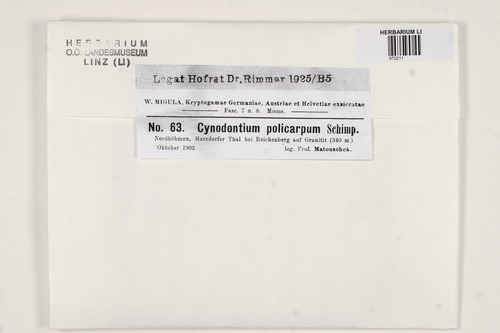 HERBARIUM
O.Ö. LANDESMUSEUM
LINZ (LI)
HERBARIUM LI
970211
Legat Hofrat Dr. Rimmer 1925/B5
W. MIGULA, Kryptogamae Germaniae, Austriae et Helvetiae exsiccatae.
Fasc. 7 u. 8. Moose.
No. 63. Cynodontium policarpum Schimp.
Nordböhmen, Harzdorfer Thal bei Reichenberg auf Granitit (340 m)
Oktober 1902. leg. Prof. Matouschek.